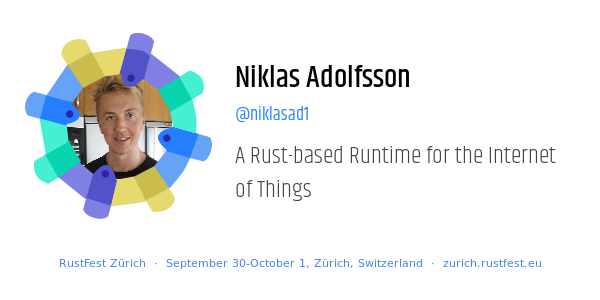 Niklas Adolfsson
@niklasad1
A Rust-based Runtime for the Internet
of Things
RustFest Zürich · September 30-October 1, Zürich, Switzerland · zurich.rustfest.eu